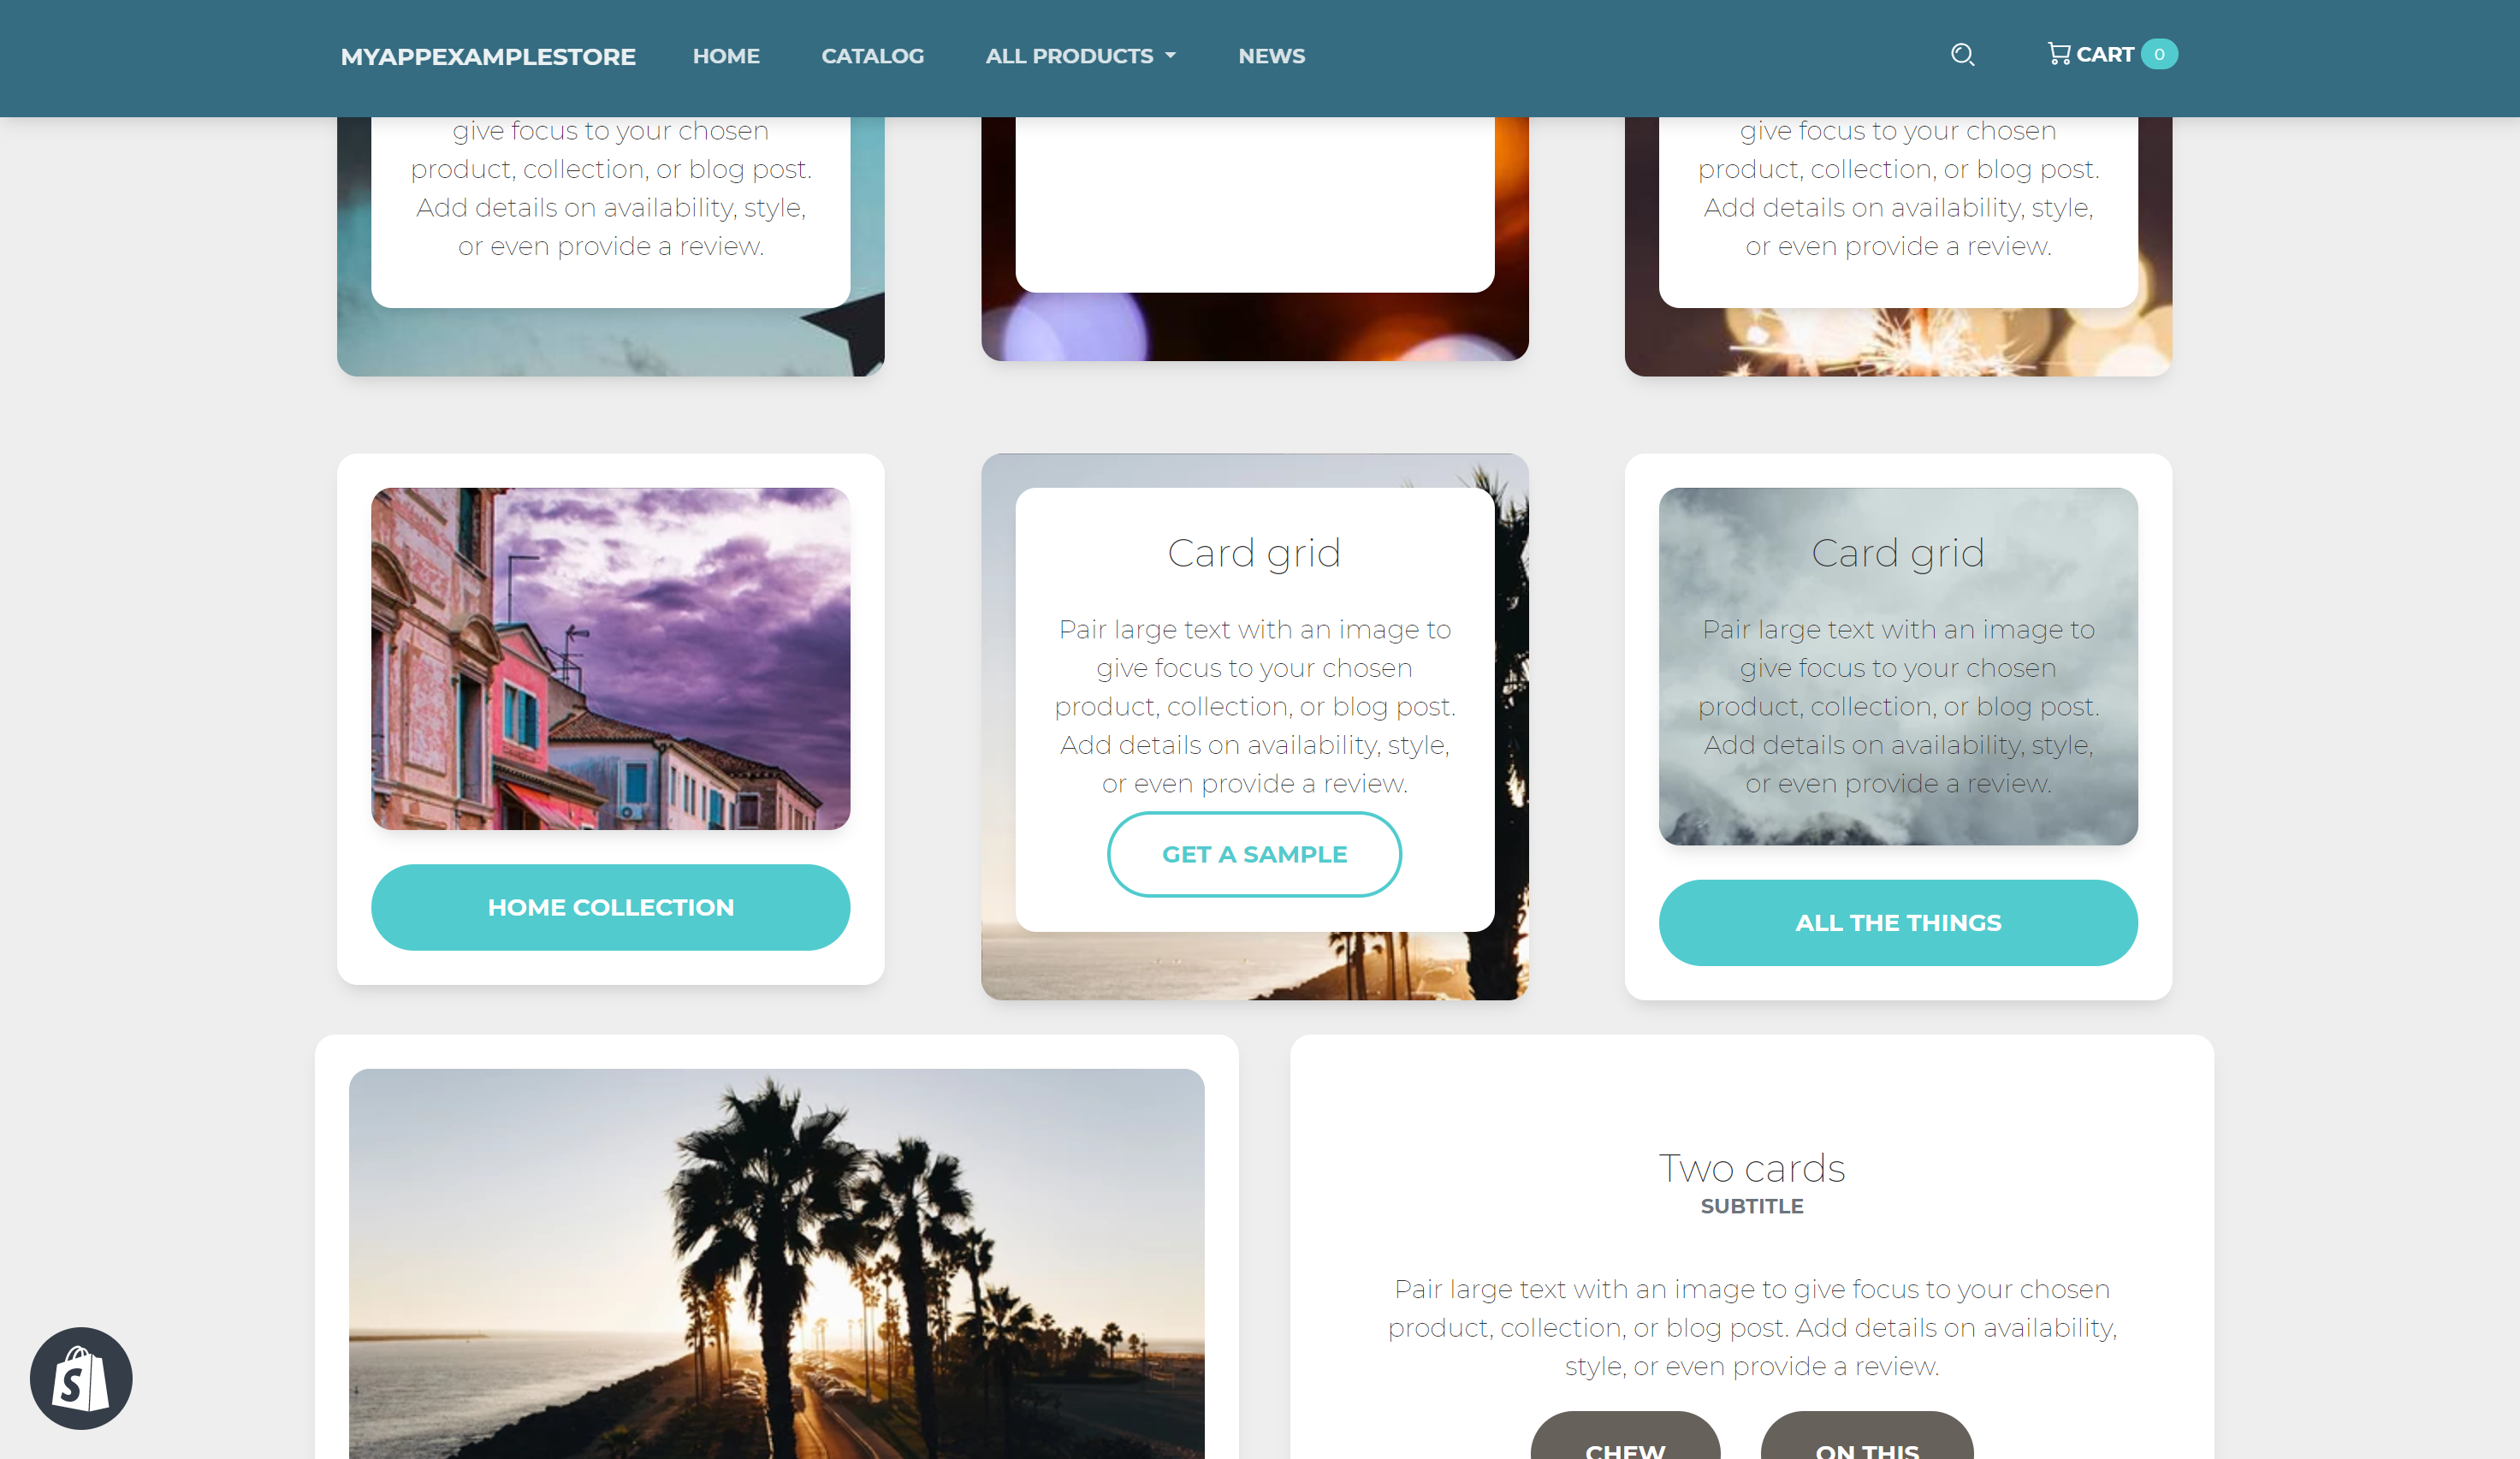 MYAPPEXAMPLESTORE HOME CATALOG ALL PRODUCTS NEWS CART 0
give focus to your chosen
product, collection, or blog post.
Add details on availability, style,
or even provide a review.
give focus to your chosen
product, collection, or blog post.
Add details on availability, style,
or even provide a review.
HOME COLLECTION
Card grid
Pair large text with an image to
give focus to your chosen
product, collection, or blog post.
Add details on availability, style,
or even provide a review.
GET A SAMPLE
Card grid
Pair large text with an image to
give focus to your chosen
product, collection, or blog post.
Add details on availability, style,
or even provide a review.
ALL THE THINGS
Two cards
SUBTITLE
Pair large text with an image to give focus to your chosen
product, collection, or blog post. Add details on availability,
style, or even provide a review.
CHEW
ON THIS
S